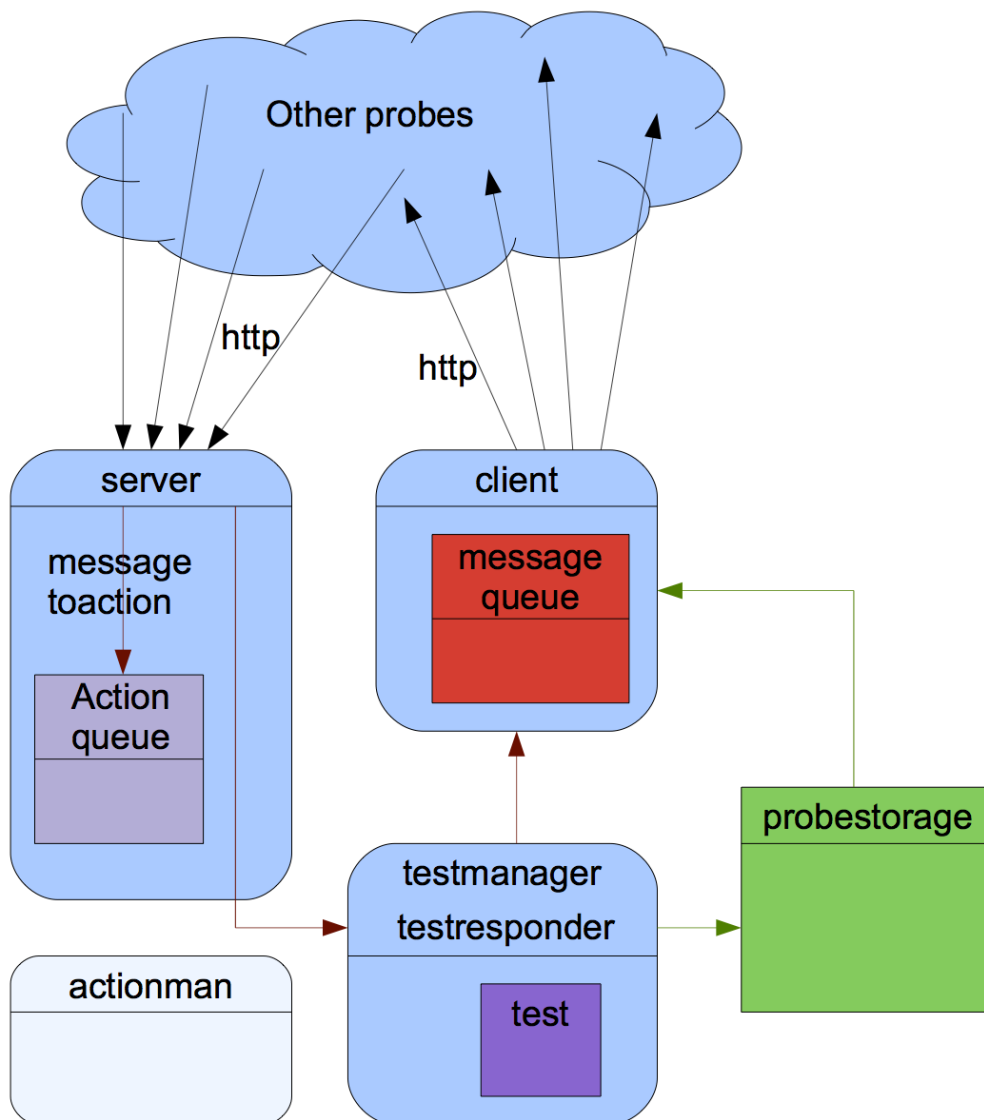 Other probes
http
http
server
client
message
toaction
message
queue
Action
queue
probestorage
testmanager
testresponder
actionman
test